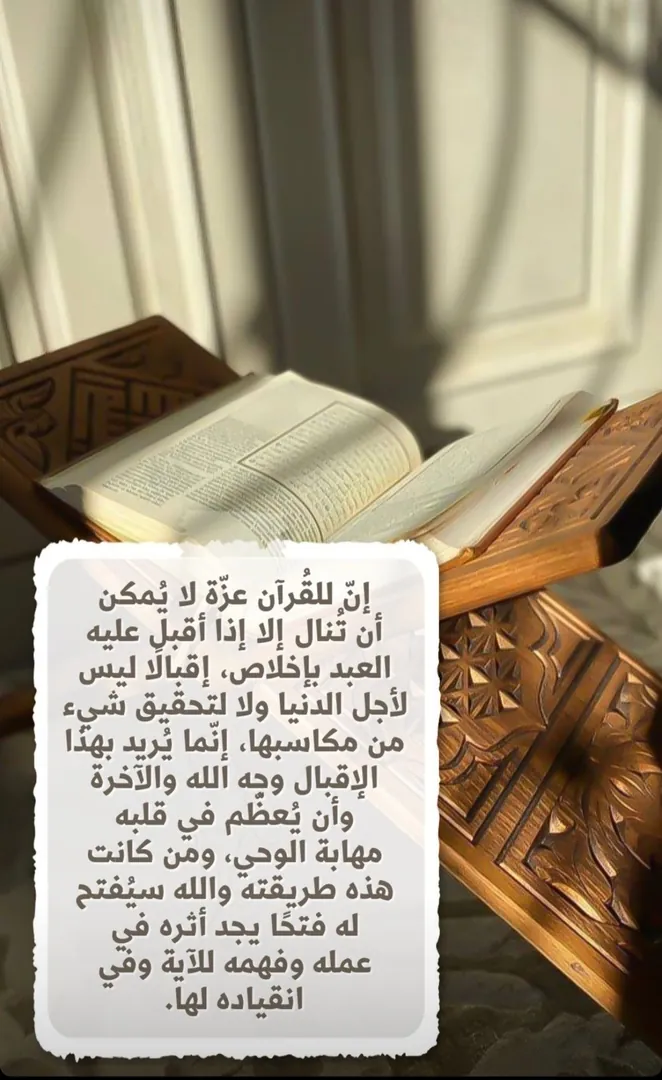 إنّ للقُرآن عزّة لا يُمكن
أن تُنال إلا إذا أقبل عليه
العبد بإخلاص، إقبالًا ليس
لأجل الدنيا ولا لتحقيق شيء
من مكاسبها، إنّما يُريد بهذا
الإقبال وجه الله والآخرة
وأن يُعظّم في قلبه
مهابة الوحي، ومن كانت
هذه طريقته والله سيُفتح
له فتحًا يجد أثره في
عمله وفهمه للآية وفي
انقياده لها.